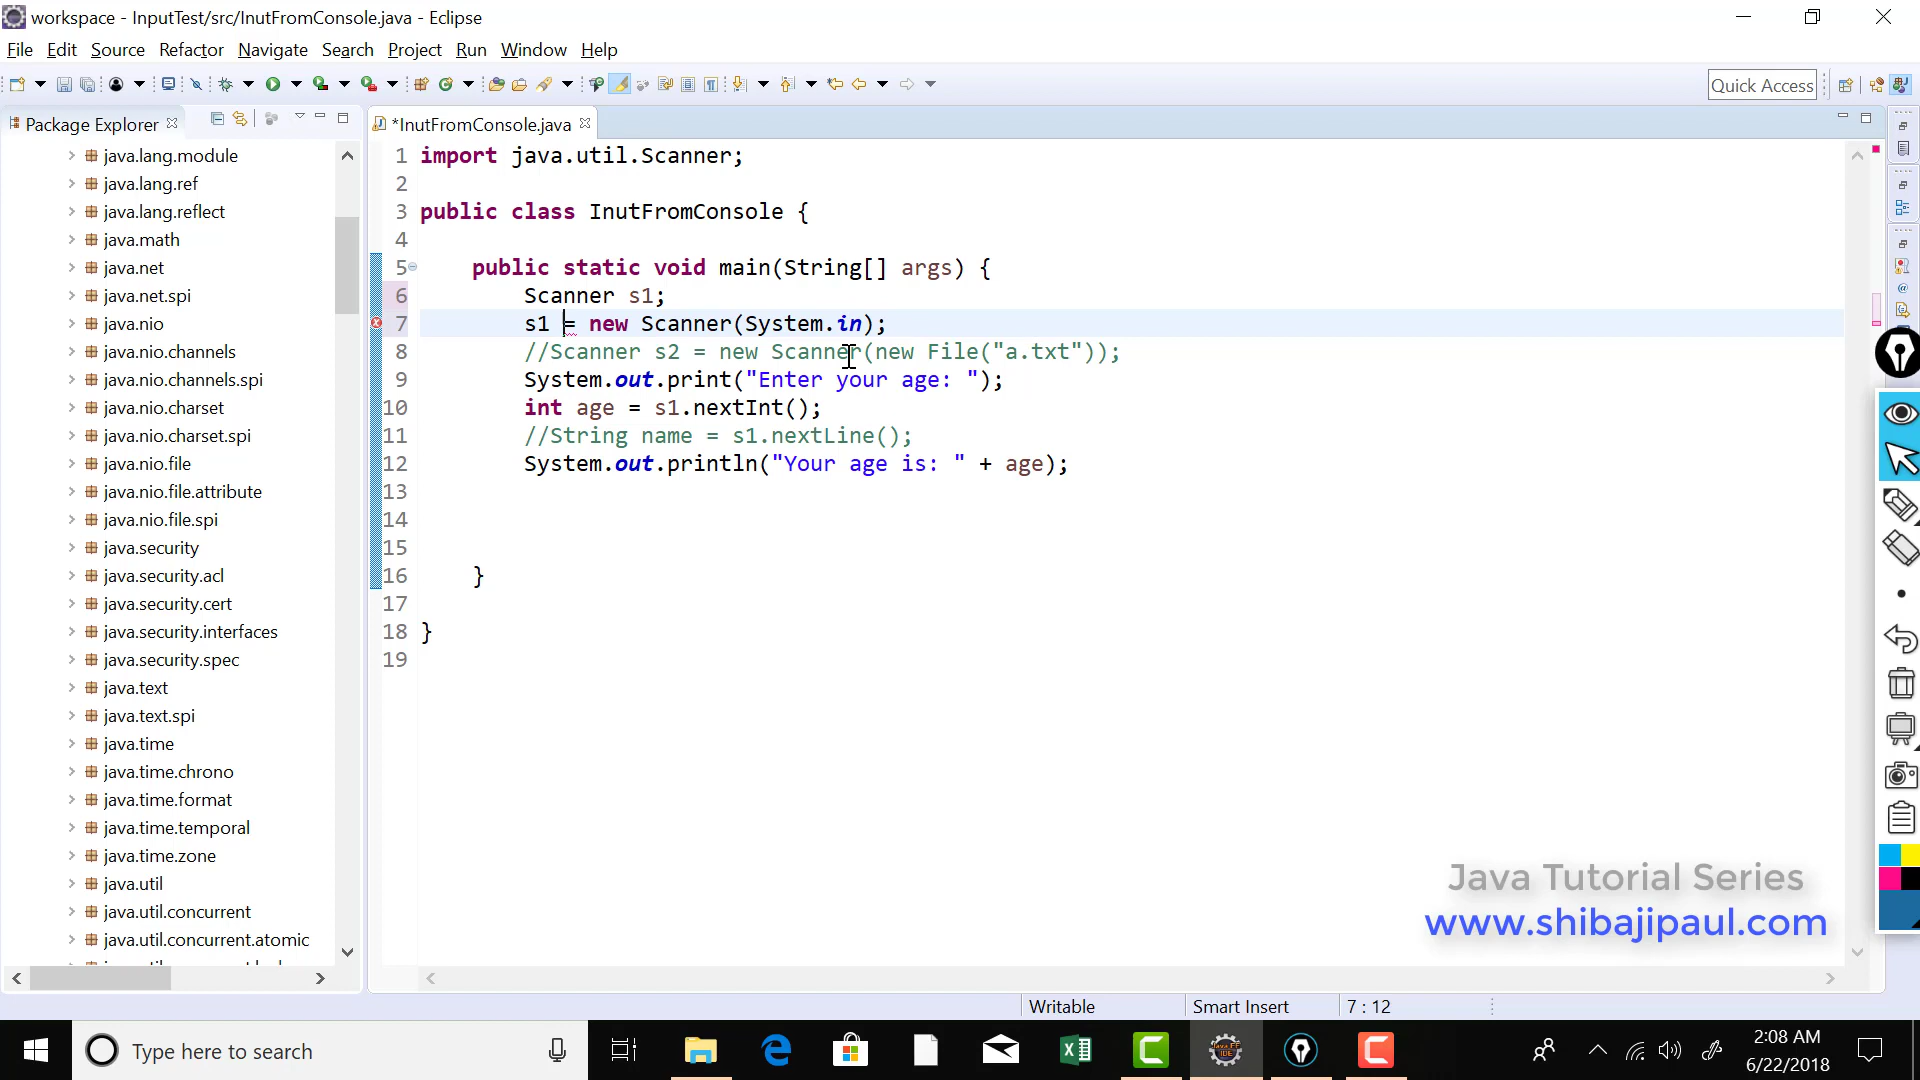 workspace - InputTest/src/InutFromConsole.java - Eclipse
File Edit Source Refactor Navigate Search Project Run Window Help
Quick Access
Package Explorer
*InutFromConsole.java
java.lang.module
java.lang.ref
java.lang.reflect
java.math
java.net
java.net.spi
java.nio
java.nio.channels
java.nio.channels.spi
java.nio.charset
java.nio.charset.spi
java.nio.file
java.nio.file.attribute
java.nio.file.spi
java.security
java.security.acl
java.security.cert
java.security.interfaces
java.security.spec
java.text
java.text.spi
java.time
java.time.chrono
java.time.format
java.time.temporal
java.time.zone
java.util
java.util.concurrent
java.util.concurrent.atomic
1 import java.util.Scanner;
2
3 public class InutFromConsole {
4
5 public static void main(String[] args) {
6 Scanner s1;
7 s1 = new Scanner(System.in);
8 //Scanner s2 = new Scanner(new File("a.txt"));
9 System.out.print("Enter your age: ");
10 int age = s1.nextInt();
11 //String name = s1.nextLine();
12 System.out.println("Your age is: " + age);
13
14
15
16 }
17
18 }
19
Java Tutorial Series
www.shibajipaul.com
Writable Smart Insert 7 : 12
Type here to search
2:08 AM
6/22/2018